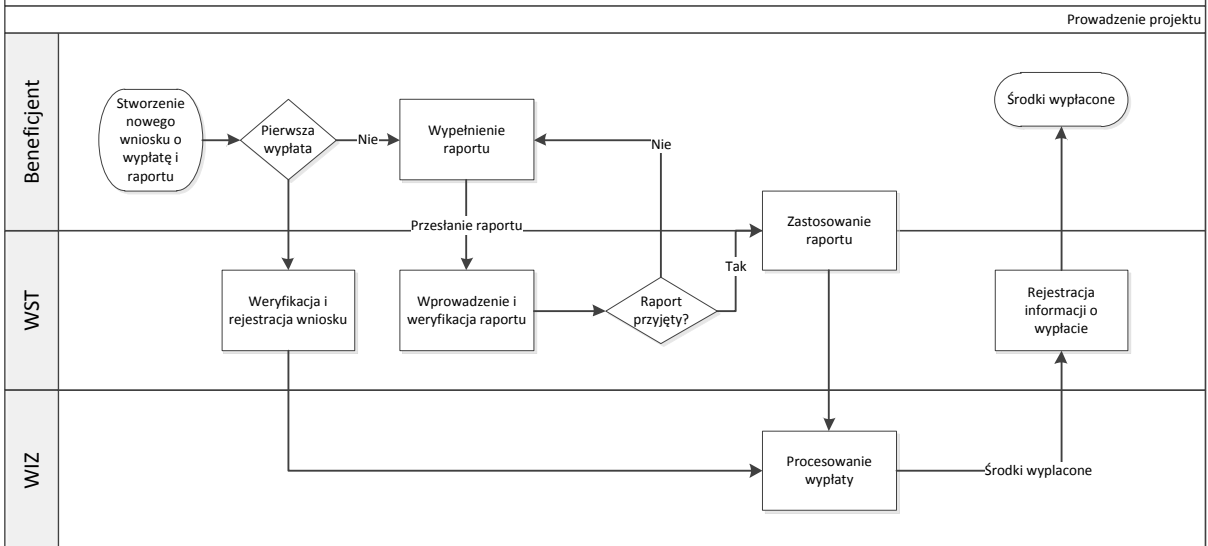 Prowadzenie projektu
Beneficjent
Stworzenie
nowego
wniosku o
wypłatę i
raportu
Pierwsza
wypłata
Nie
Wypełnienie
raportu
Nie
Środki wypłacone
Przesłanie raportu
Zastosowanie
raportu
Tak
WST
Weryfikacja i
rejestracja wniosku
Wprowadzenie i
weryfikacja raportu
Raport
przyjęty?
Rejestracja
informacji o
wypłacie
WIZ
Procesowanie
wypłaty
Środki wyplacone